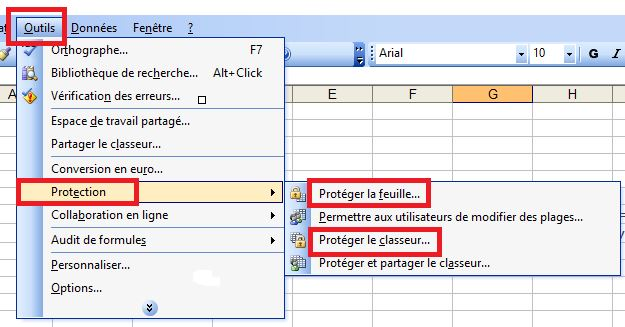 Outils Données Fenêtre ?
Arial 10 G I
Orthographe... F7
Bibliothèque de recherche... Alt+Click
Vérification des erreurs...
E F G H
Espace de travail partagé...
Partager le classeur...
Conversion en euro...
Protection
Collaboration en ligne
Audit de formules
Personnaliser...
Options...
Protéger la feuille...
Permettre aux utilisateurs de modifier des plages...
Protéger le classeur...
Protéger et partager le classeur...